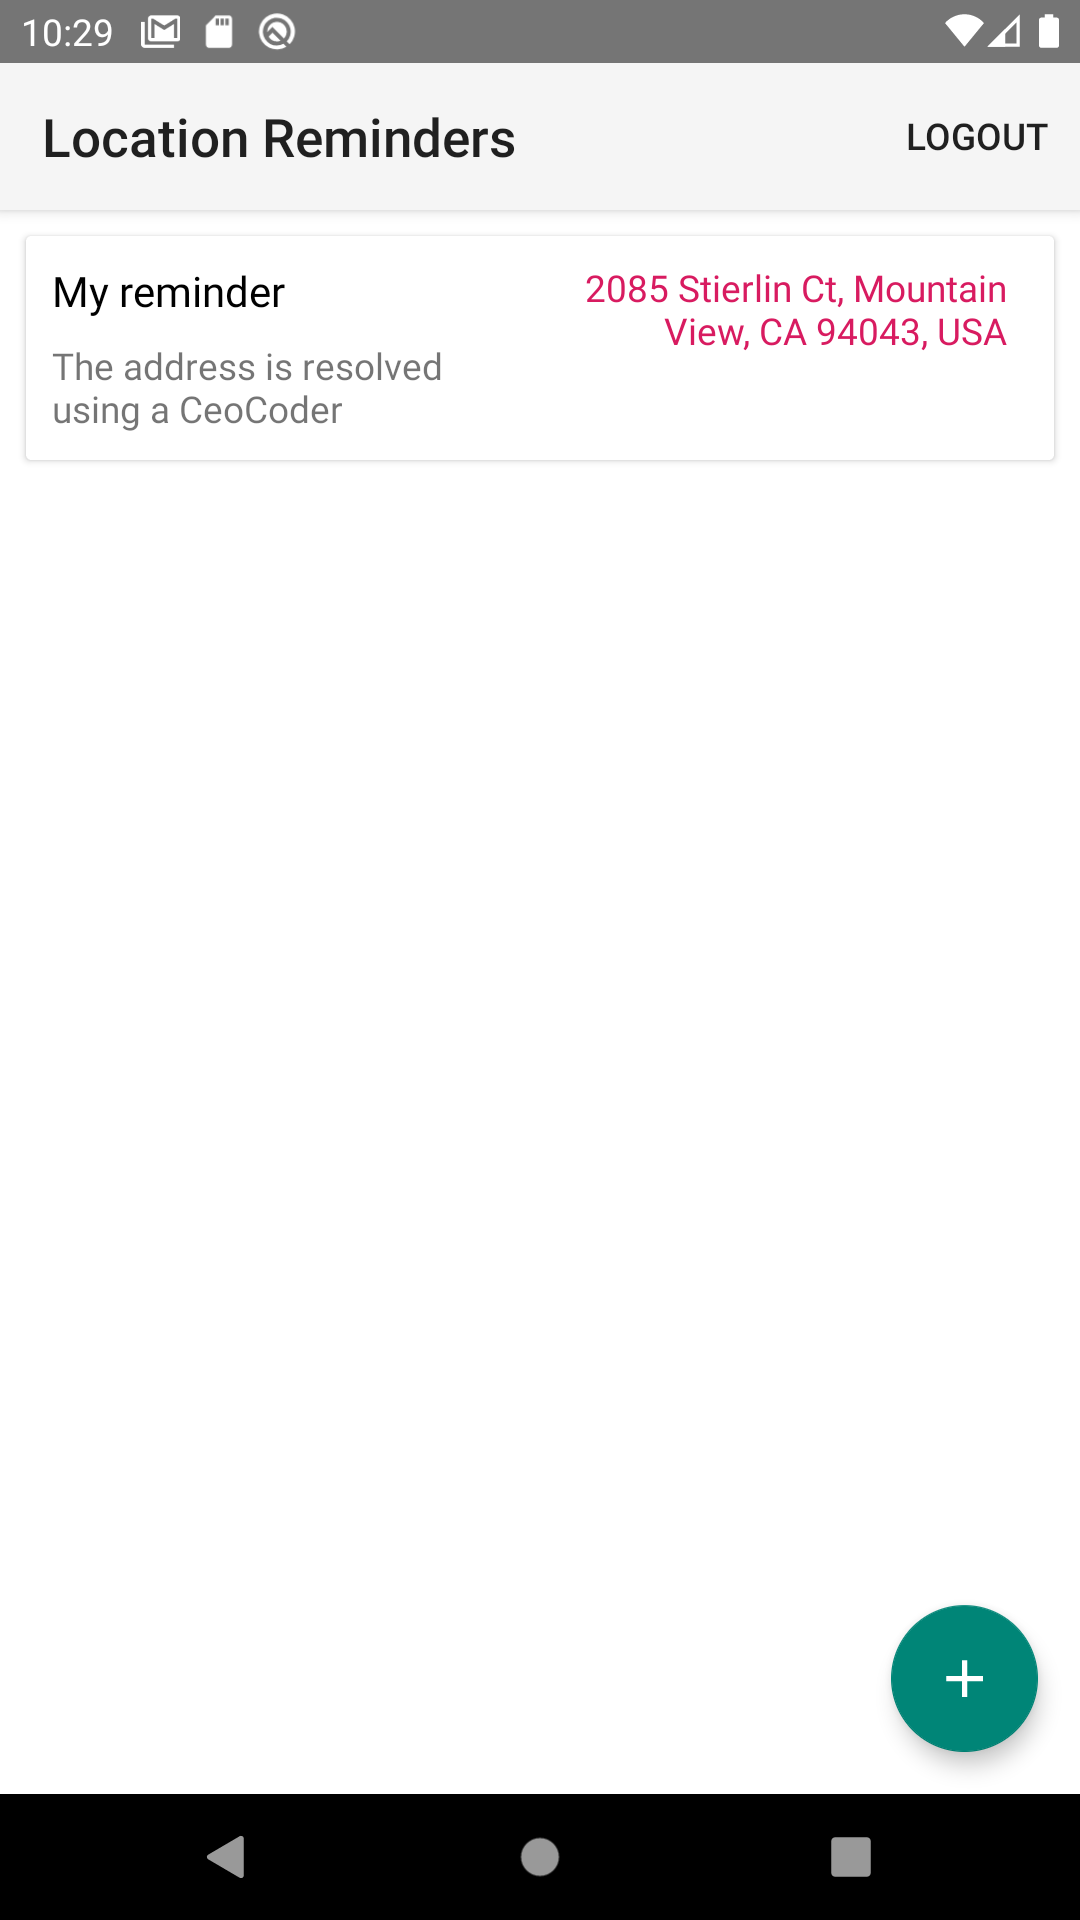 10:29
Location Reminders
LOGOUT
My reminder
2085 Stierlin Ct, Mountain
View, CA 94043, USA
The address is resolved
using a CeoCoder